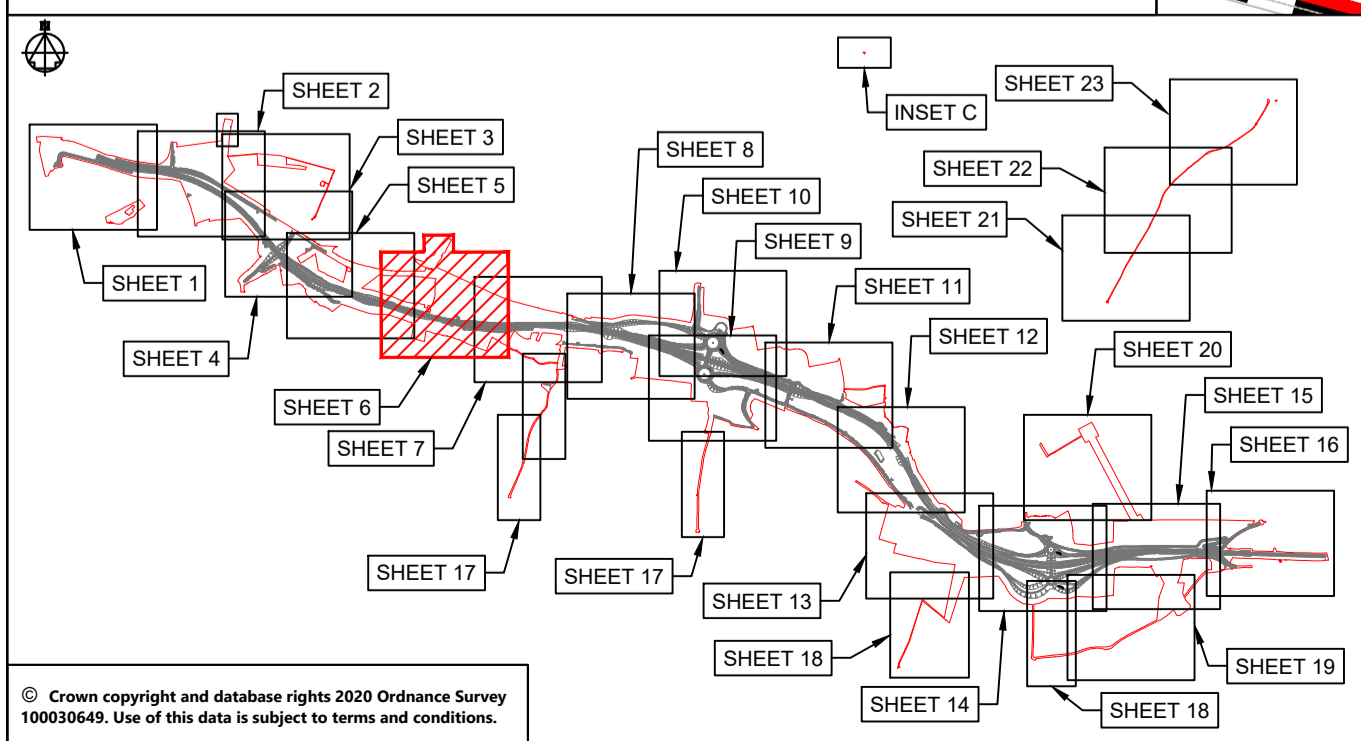 INSET C
SHEET 23
SHEET 2
SHEET 3
SHEET 8
SHEET 22
SHEET 5
SHEET 10
SHEET 21
SHEET 9
SHEET 1
SHEET 11
SHEET 12
SHEET 4
SHEET 20
SHEET 6
SHEET 15
SHEET 7
SHEET 16
SHEET 17
SHEET 17
SHEET 13
SHEET 18
SHEET 19
SHEET 14
SHEET 18
© Crown copyright and database rights 2020 Ordnance Survey
100030649. Use of this data is subject to terms and conditions.